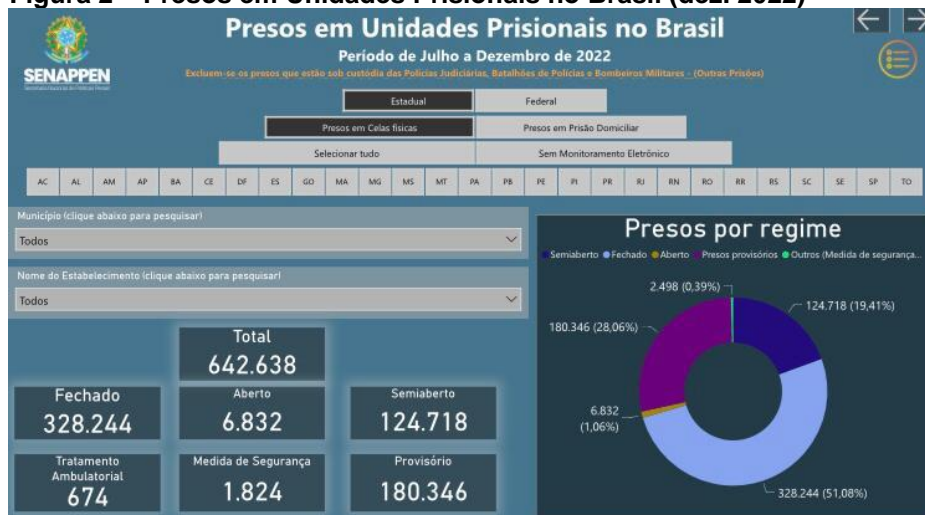 Figura 2 – Presos em Unidades Prisionais no Brasil (dez. 2022)
Presos em Unidades Prisionais no Brasil
Período de Julho a Dezembro de 2022
Excluem-se os presos que estão sob custódia das Polícias Judiciárias, Batalhões de Polícias e Bombeiros Militares - (Outras Prisões)
SENAPPEN
Estadual
Federal
Presos em Celas físicas
Presos em Prisão Domiciliar
Selecionar tudo
Sem Monitoramento Eletrônico
AC AL AM AP BA CE DF ES GO MA MG MS MT PA PB PE PI PR RJ RN RO RR RS SC SE SP TO
Município (clique abaixo para pesquisar)
Todos
Nome do Estabelecimento (clique abaixo para pesquisar)
Todos
Total
642.638
Fechado
328.244
Aberto
6.832
Semiaberto
124.718
Tratamento
Ambulatorial
674
Medida de Segurança
1.824
Provisório
180.346
Presos por regime
Semiaberto Fechado Aberto Presos provisórios Outros (Medida de segurança...
2.498 (0,39%)
124.718 (19,41%)
180.346 (28,06%)
6.832
(1,06%)
328.244 (51,08%)